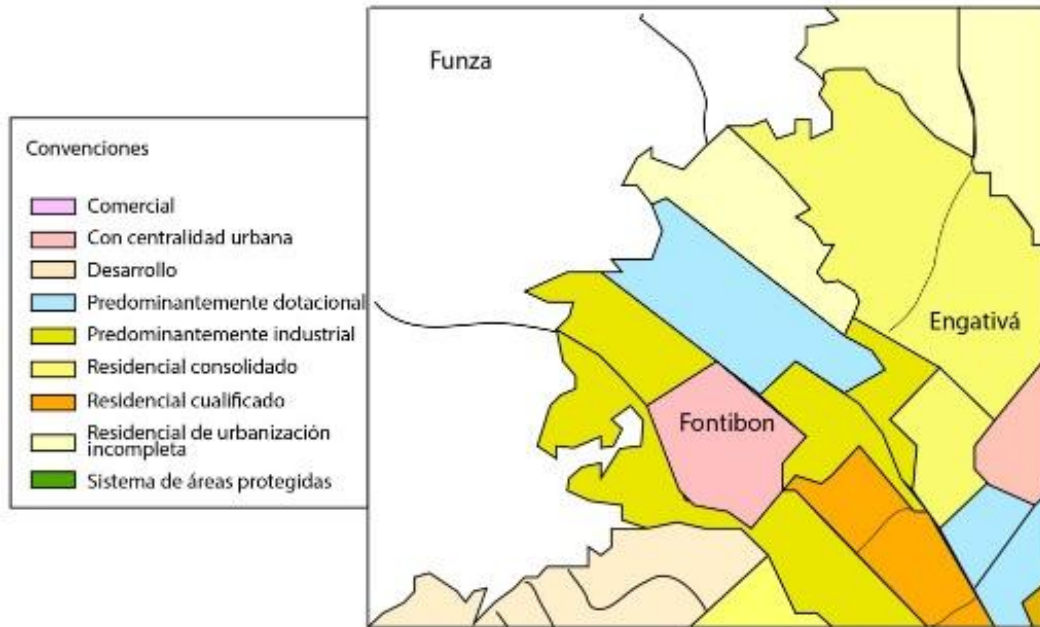 Convenciones
Comercial
Con centralidad urbana
Desarrollo
Predominantemente dotacional
Predominantemente industrial
Residencial consolidado
Residencial cualificado
Residencial de urbanización
incompleta
Sistema de áreas protegidas
Funza
Engativá
Fontibon